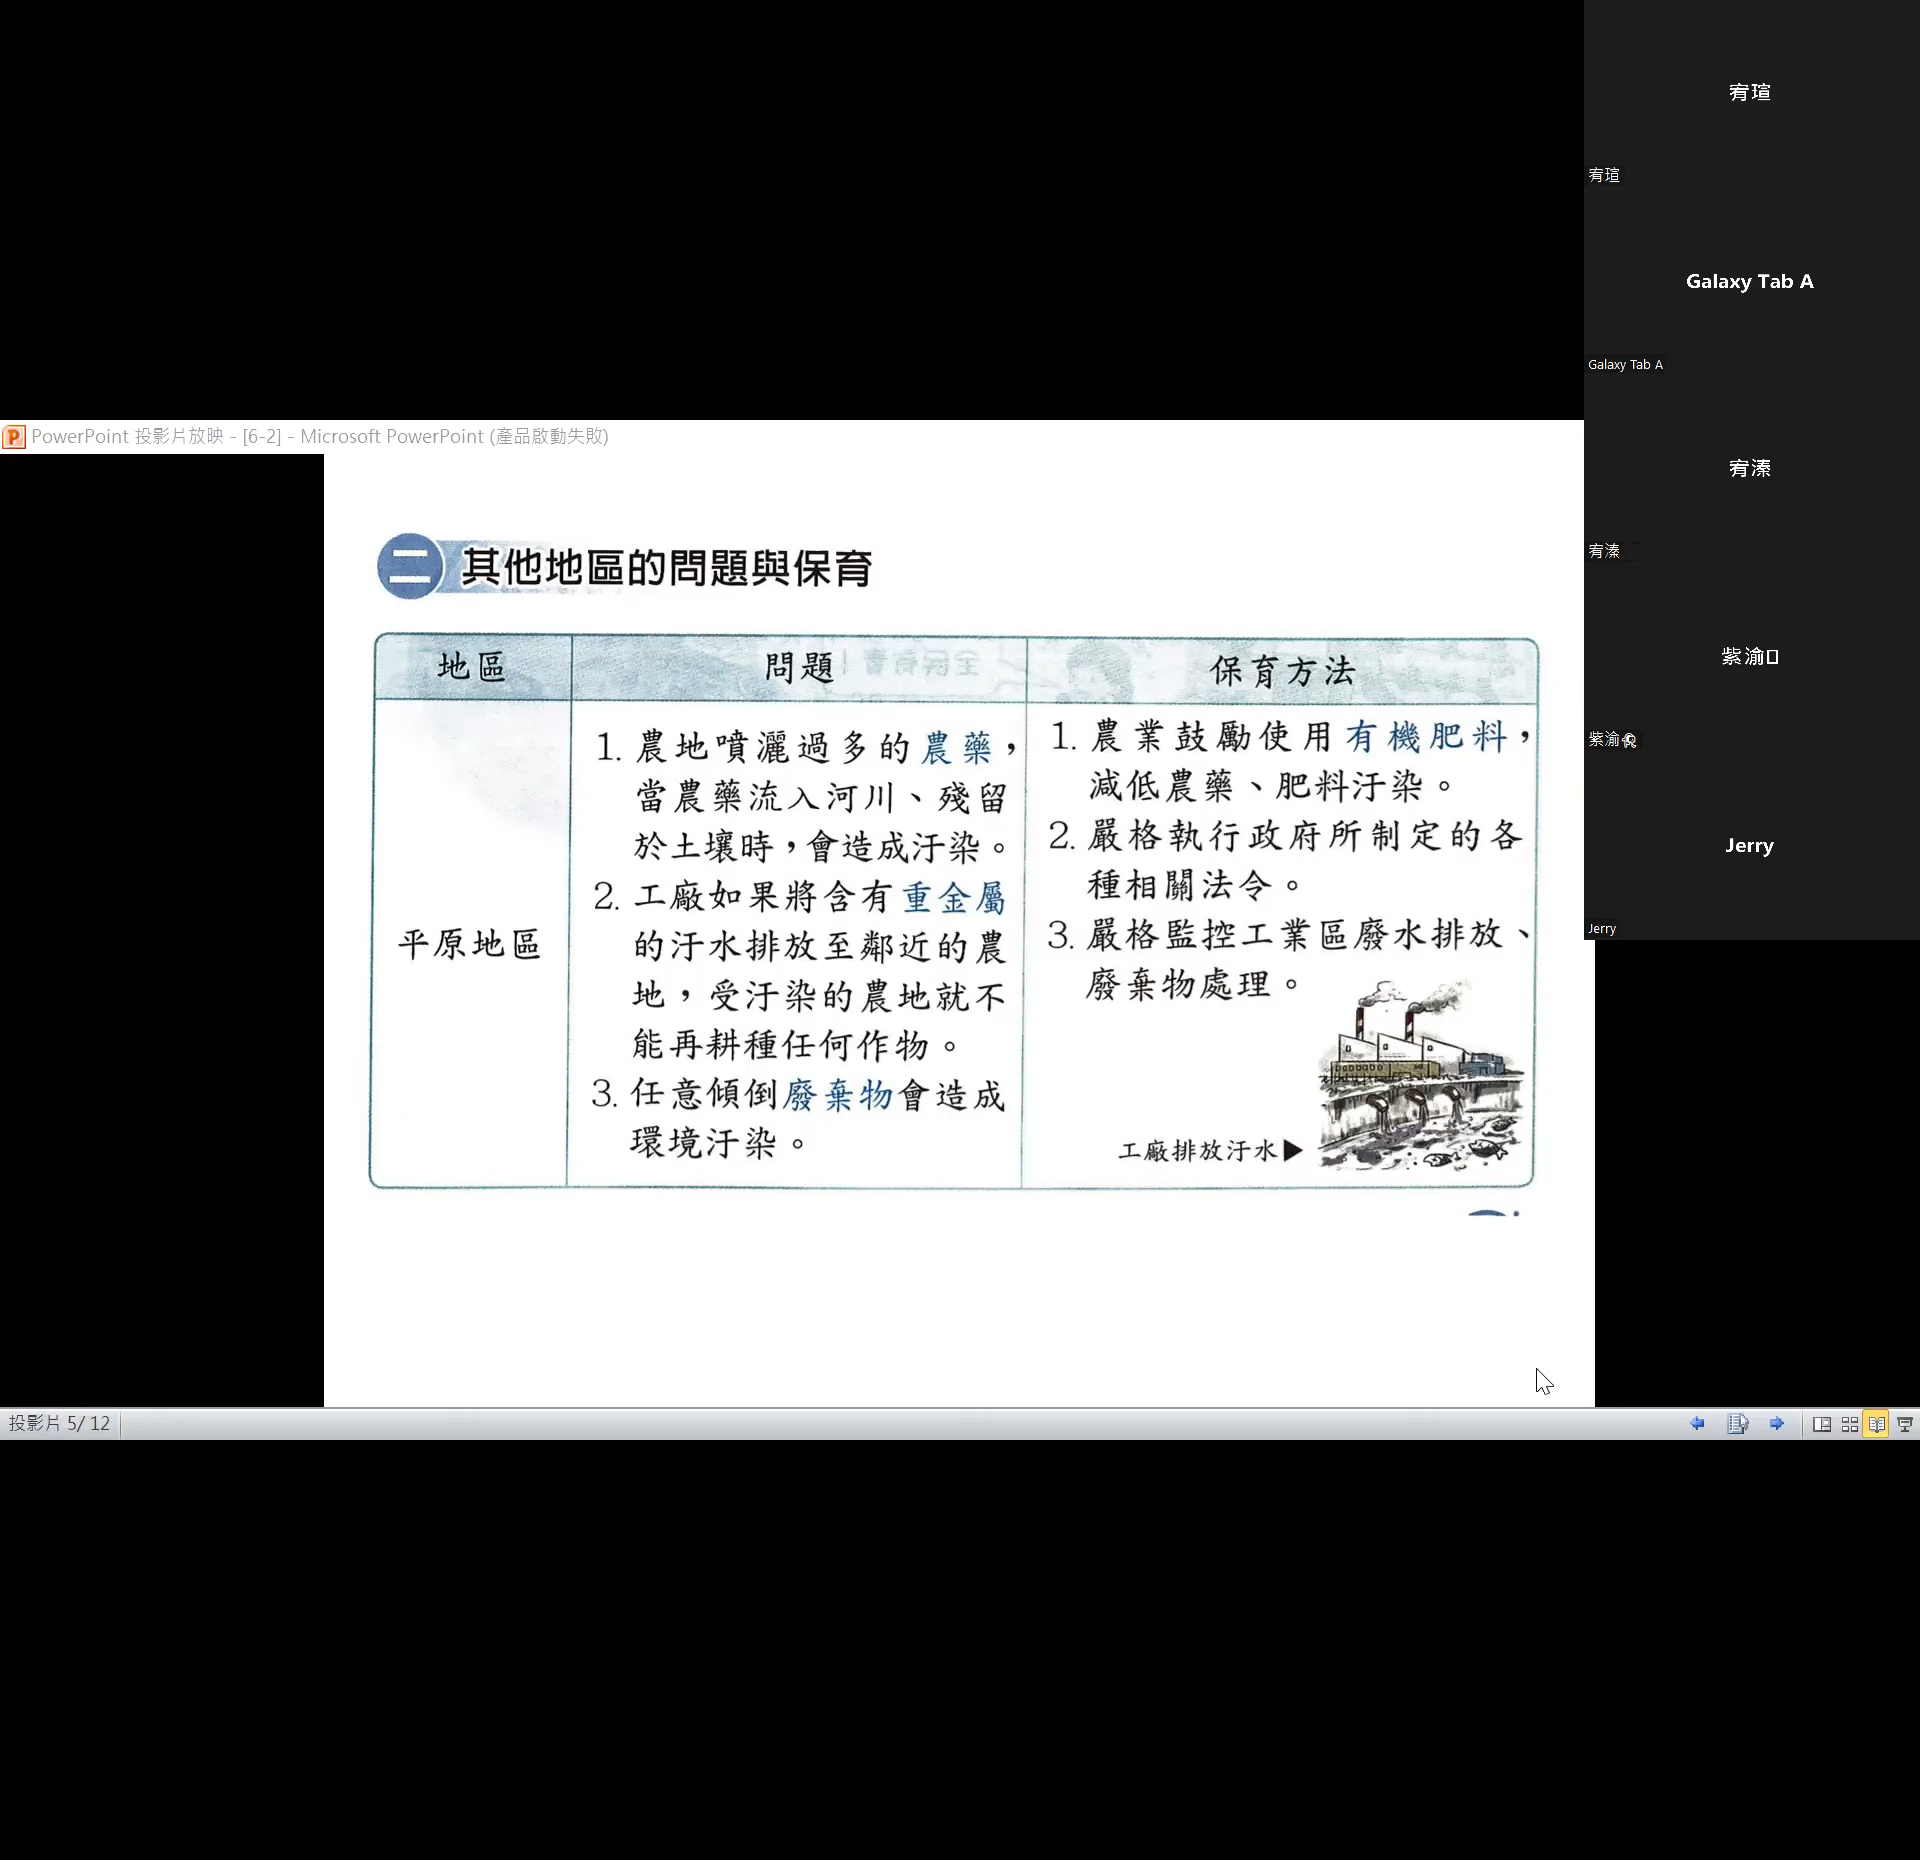 宥瑄
宥瑄
Galaxy Tab A
Galaxy Tab A
宥溱
宥溱
紫渝
紫渝
Jerry
Jerry
PowerPoint 投影片放映 - [6-2] - Microsoft PowerPoint (產品啟動失敗)
二 其他地區的問題與保育
地區
問題
保育方法
平原地區
1. 農地噴灑過多的農藥，
當農藥流入河川、殘留
於土壤時，會造成汙染。
2. 工廠如果將含有重金屬
的汙水排放至鄰近的農
地，受汙染的農地就不
能再耕種任何作物。
3. 任意傾倒廢棄物會造成
環境汙染。
1. 農業鼓勵使用有機肥料，
減低農藥、肥料汙染。
2. 嚴格執行政府所制定的各
種相關法令。
3. 嚴格監控工業區廢水排放、
廢棄物處理。
工廠排放汙水▶
投影片 5/ 12